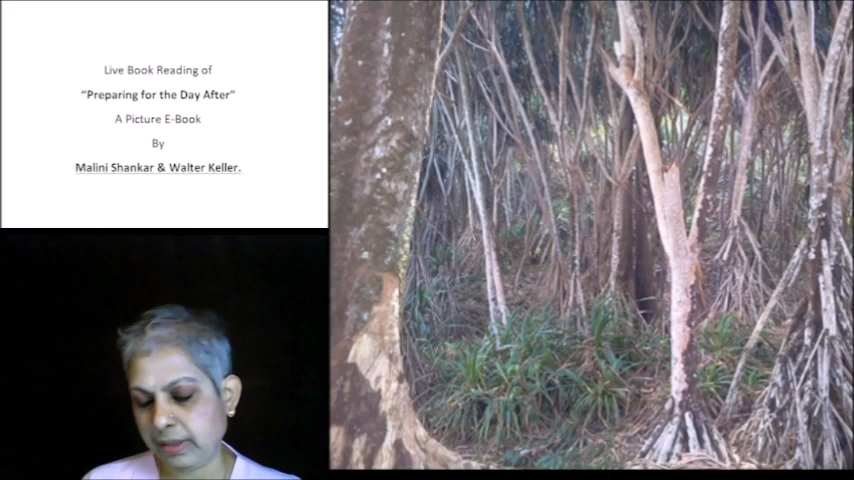 Live Book Reading of
“Preparing for the Day After”
A Picture E-Book
By
Malini Shankar & Walter Keller.